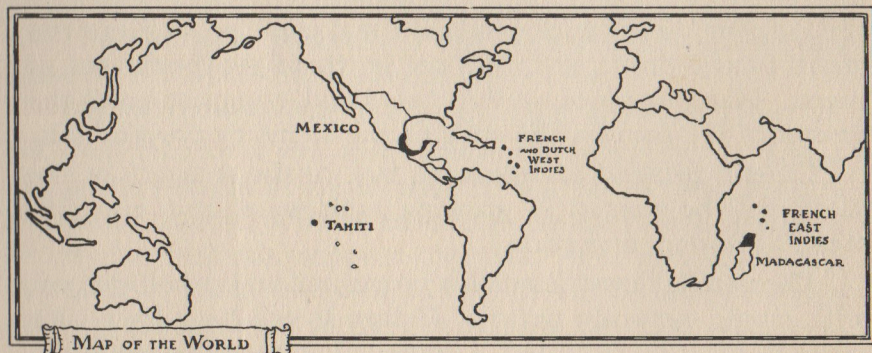 MEXICO
FRENCH
AND DUTCH
WEST
INDIES
TAHITI
FRENCH
EAST
INDIES
MADAGASCAR
MAP OF THE WORLD